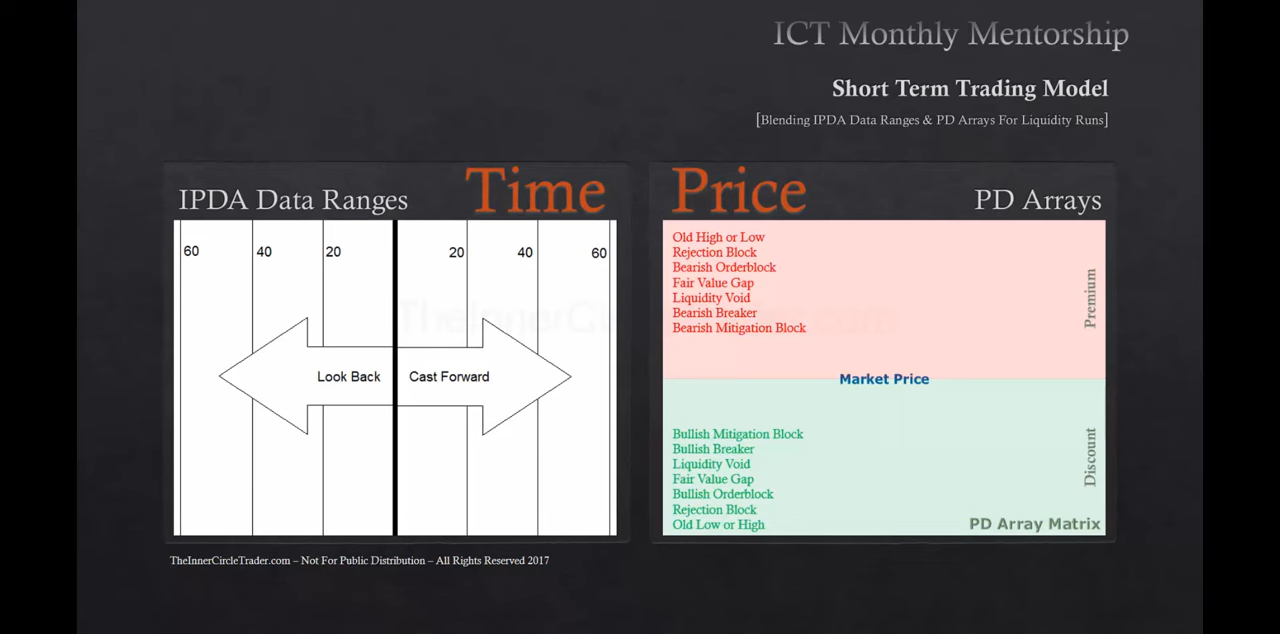 ICT Monthly Mentorship
Short Term Trading Model
[Blending IPDA Data Ranges & PD Arrays For Liquidity Runs]
IPDA Data Ranges
Time
60
40
20
20
40
60
Look Back
Cast Forward
Price
PD Arrays
Old High or Low
Rejection Block
Bearish Orderblock
Fair Value Gap
Liquidity Void
Bearish Breaker
Bearish Mitigation Block
Premium
Market Price
Bullish Mitigation Block
Bullish Breaker
Liquidity Void
Fair Value Gap
Bullish Orderblock
Rejection Block
Old Low or High
Discount
PD Array Matrix
TheInnerCircleTrader.com – Not For Public Distribution – All Rights Reserved 2017